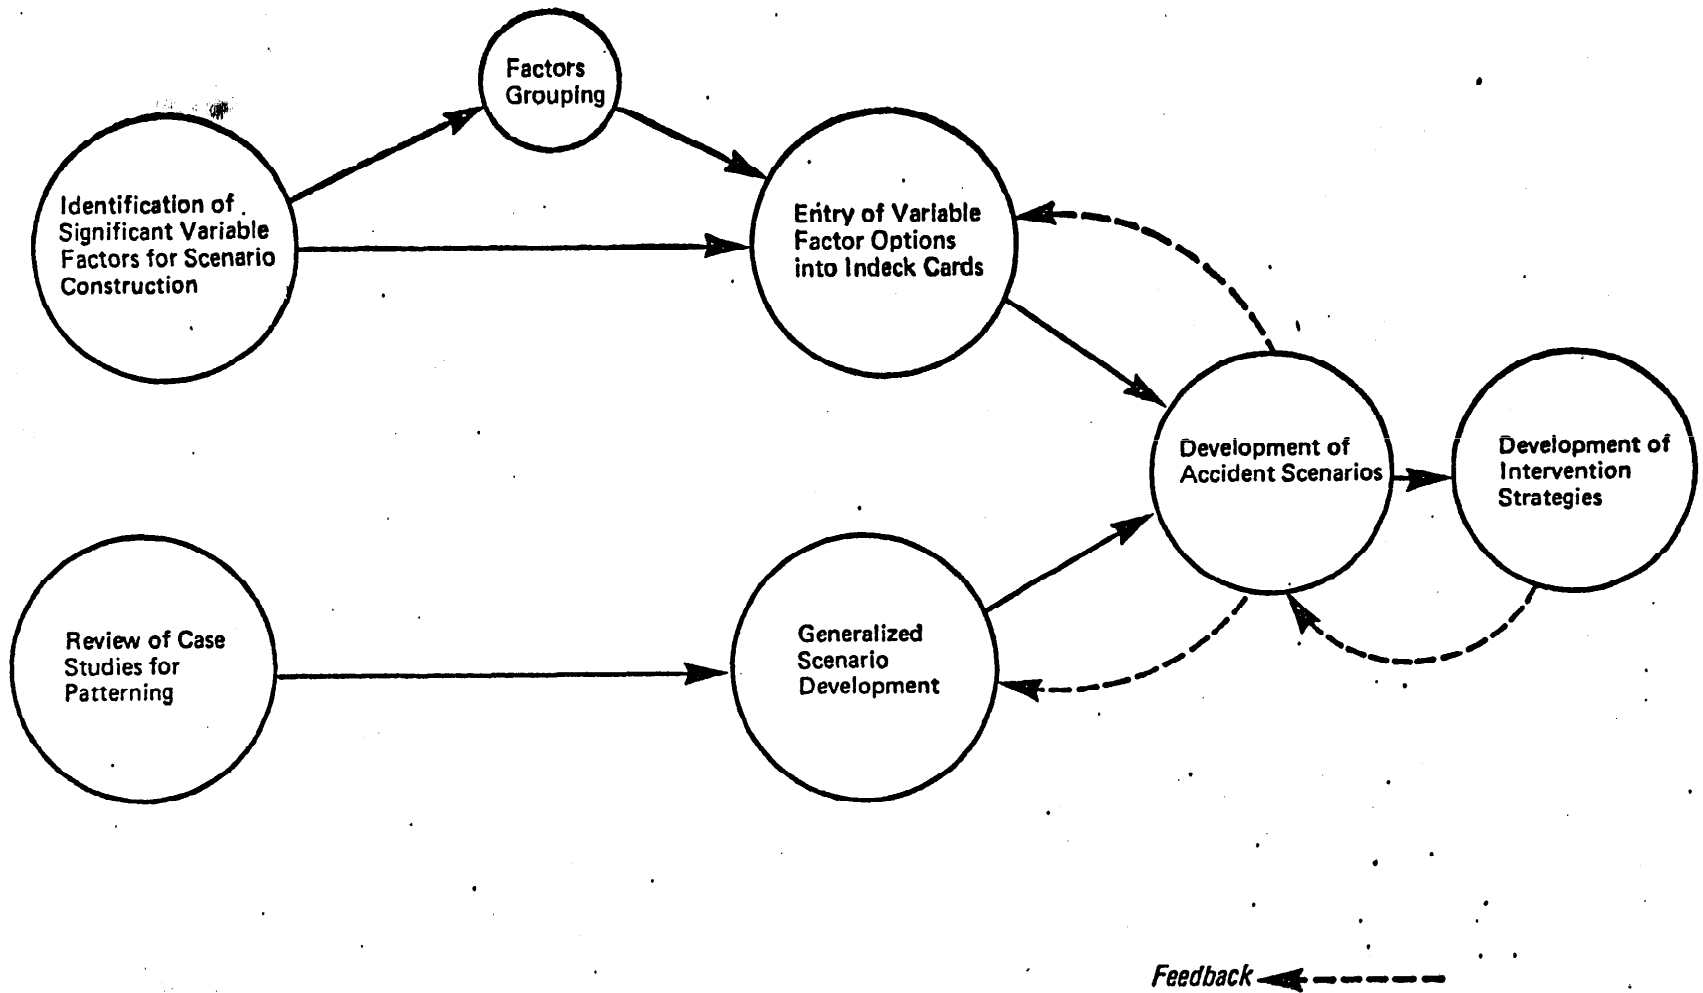 Factors
Grouping
Identification of
Significant Variable
Factors for Scenario
Construction
Entry of Variable
Factor Options
into Indeck Cards
Development of
Accident Scenarios
Development of
Intervention
Strategies
Review of Case
Studies for
Patterning
Generalized
Scenario
Development
Feedback